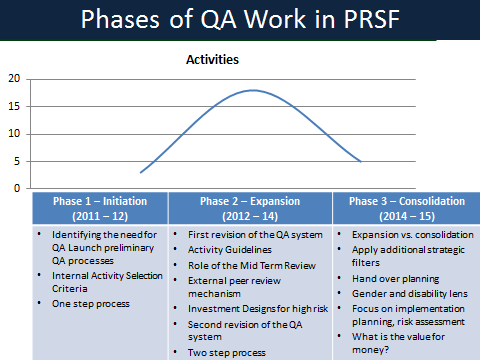 Phases of QA Work in PRSF
Activities
20
15
10
5
0
Phase 1 – Initiation
(2011 – 12)
• Identifying the need for
QA Launch preliminary
QA processes
• Internal Activity Selection
Criteria
• One step process
Phase 2 – Expansion
(2012 – 14)
• First revision of the QA system
• Activity Guidelines
• Role of the Mid Term Review
• External peer review
mechanism
• Investment Designs for high risk
• Second revision of the QA
system
• Two step process
Phase 3 – Consolidation
(2014 – 15)
• Expansion vs. consolidation
• Apply additional strategic
filters
• Hand over planning
• Gender and disability lens
• Focus on implementation
planning, risk assessment
• What is the value for
money?